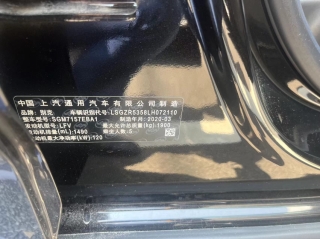 中国 上汽通用汽车有限公司制造
品牌:别克 车辆识别代号:LSGZR5358LH072110
整车型号:SGM7157EBA1 制造年月:2020-03
发动机型号:LFV 最大允许总质量(kg):1900
发动机排量(mL):1490 乘坐人数:5
发动机最大净功率(kW):120